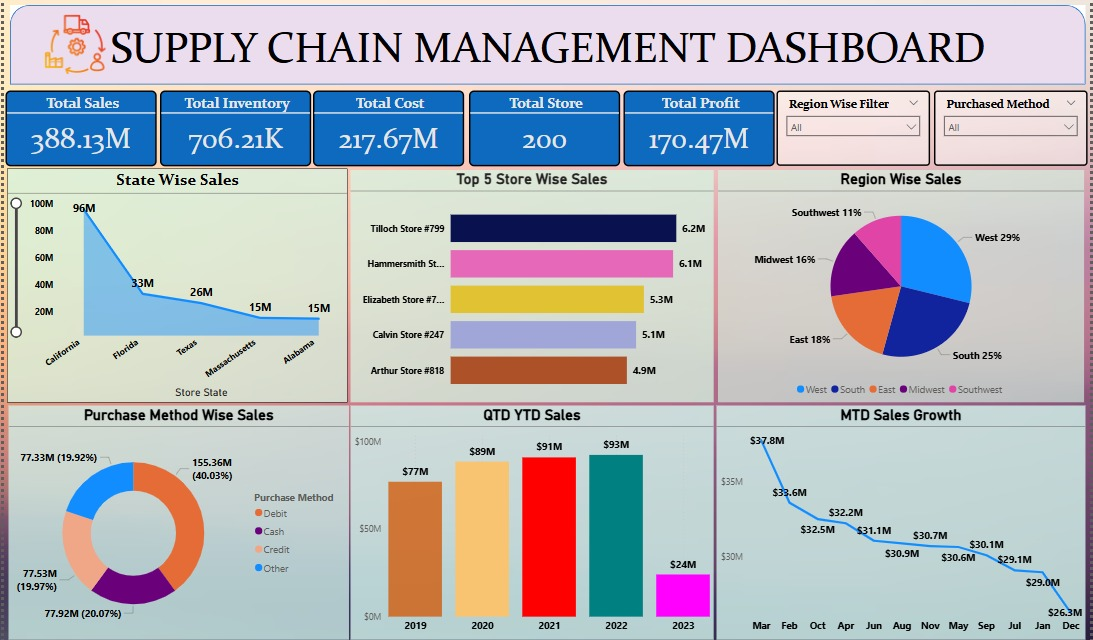 SUPPLY CHAIN MANAGEMENT DASHBOARD
Total Sales
388.13M
Total Inventory
706.21K
Total Cost
217.67M
Total Store
200
Total Profit
170.47M
Region Wise Filter
All
Purchased Method
All
State Wise Sales
100M
80M
60M
40M
20M
96M
33M
26M
15M
15M
California
Florida
Texas
Massachusetts
Alabama
Store State
Top 5 Store Wise Sales
Tilloch Store #799
6.2M
Hammersmith St...
6.1M
Elizabeth Store #7...
5.3M
Calvin Store #247
5.1M
Arthur Store #818
4.9M
Region Wise Sales
Southwest 11%
West 29%
Midwest 16%
East 18%
South 25%
West South East Midwest Southwest
Purchase Method Wise Sales
77.33M (19.92%)
155.36M
(40.03%)
77.53M
(19.97%)
77.92M (20.07%)
Purchase Method
Debit
Cash
Credit
Other
QTD YTD Sales
$100M
$50M
$0M
$77M
$89M
$91M
$93M
$24M
2019 2020 2021 2022 2023
MTD Sales Growth
$35M
$30M
$37.8M
$33.6M
$32.5M
$32.2M
$31.1M
$30.9M
$30.7M
$30.6M
$30.1M
$29.1M
$29.0M
$26.3M
Mar Feb Oct Apr Jun Aug Nov May Sep Jul Jan Dec